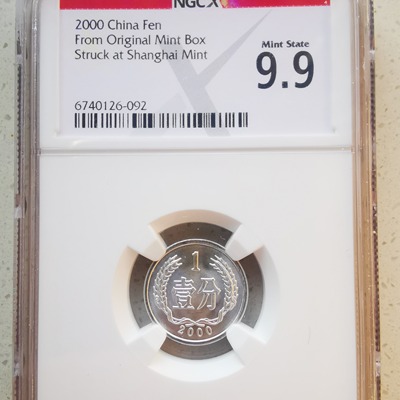 NGCX
2000 China Fen
From Original Mint Box
Struck at Shanghai Mint
Mint State
9.9
6740126-092
1
壹分
2000